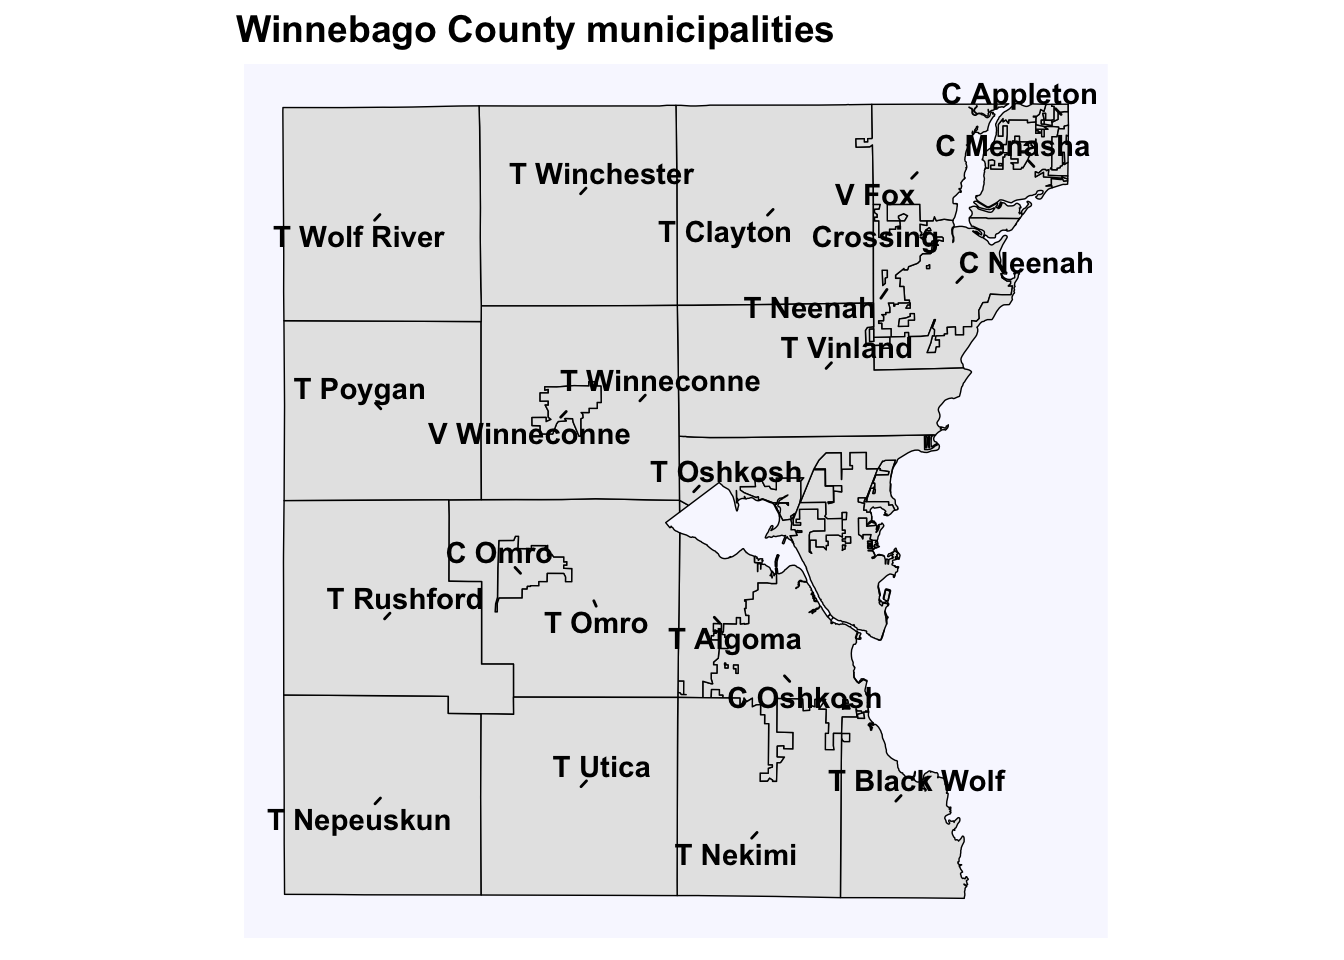 Winnebago County municipalities
C Appleton
C Menasha
T Winchester
V Fox
Crossing
T Clayton
T Wolf River
C Neenah
T Neenah
T Vinland
T Winneconne
T Poygan
V Winneconne
T Oshkosh
C Omro
T Rushford
T Omro
T Algoma
C Oshkosh
T Utica
T Black Wolf
T Nepeuskun
T Nekimi